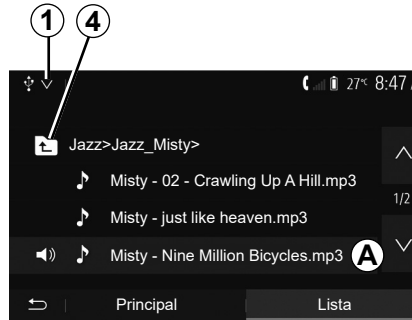 1 4
27°C 8:47
Jazz>Jazz_Misty>
Misty - 02 - Crawling Up A Hill.mp3
1/2
Misty - just like heaven.mp3
Misty - Nine Million Bicycles.mp3 A
Principal Lista